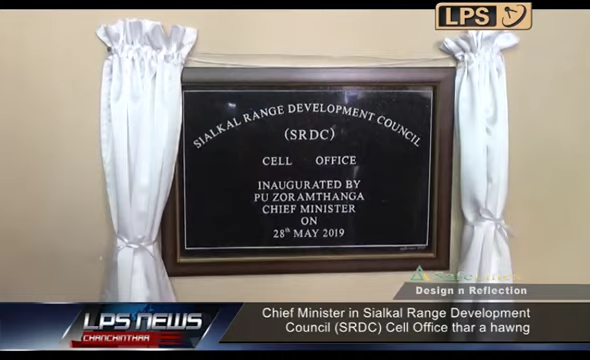 LPS
SIALKAL RANGE DEVELOPMENT COUNCIL
(SRDC)
CELL OFFICE
INAUGURATED BY
PU ZORAMTHANGA
CHIEF MINISTER
ON
28th MAY 2019
Design n Reflection
LPS NEWS
CHANCHINTHAR
Chief Minister in Sialkal Range Development
Council (SRDC) Cell Office thar a hawng